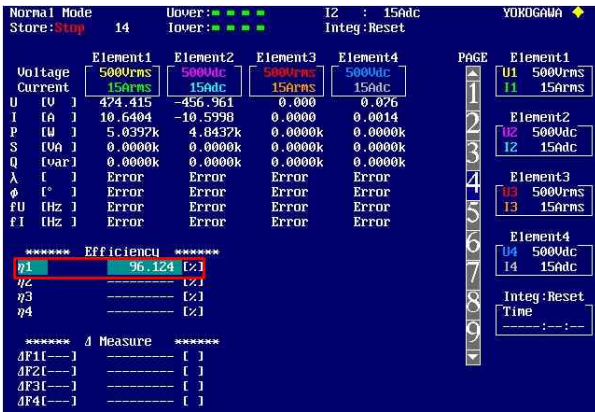 Normal Mode Uover: I2 : 15Adc YOKOGAWA
Store:Stop 14 Iover: Integ:Reset
Element1 Element2 Element3 Element4 PAGE Element1
Voltage 500Vrms 500Vdc 500Vrms 500Vdc U1 500Vrms
Current 15Arms 15Adc 15Arms 15Adc 1 I1 15Arms
U [V ] 474.415 -456.961 0.000 0.076
I [A ] 10.6404 -10.5998 0.0000 0.0014 2 Element2
P [W ] 5.0397k 4.8437k 0.0000k 0.0000k U2 500Vdc
S [VA ] 0.0000k 0.0000k 0.0000k 0.0000k 3 I2 15Adc
Q [var] 0.0000k 0.0000k 0.0000k 0.0000k
λ [ ] Error Error Error Error 4 Element3
ϕ [° ] Error Error Error Error U3 500Vrms
fU [Hz ] Error Error Error Error 5 I3 15Arms
fI [Hz ] Error Error Error Error
6 Element4
****** Efficiency ****** U4 500Vdc
η1 96.124 [%] 7 I4 15Adc
η2 --------- [%]
η3 --------- [%] 8 Integ:Reset
η4 --------- [%] Time
9 -----:--:--
****** Δ Measure ******
ΔF1[---] --------- [ ]
ΔF2[---] --------- [ ]
ΔF3[---] --------- [ ]
ΔF4[---] --------- [ ]